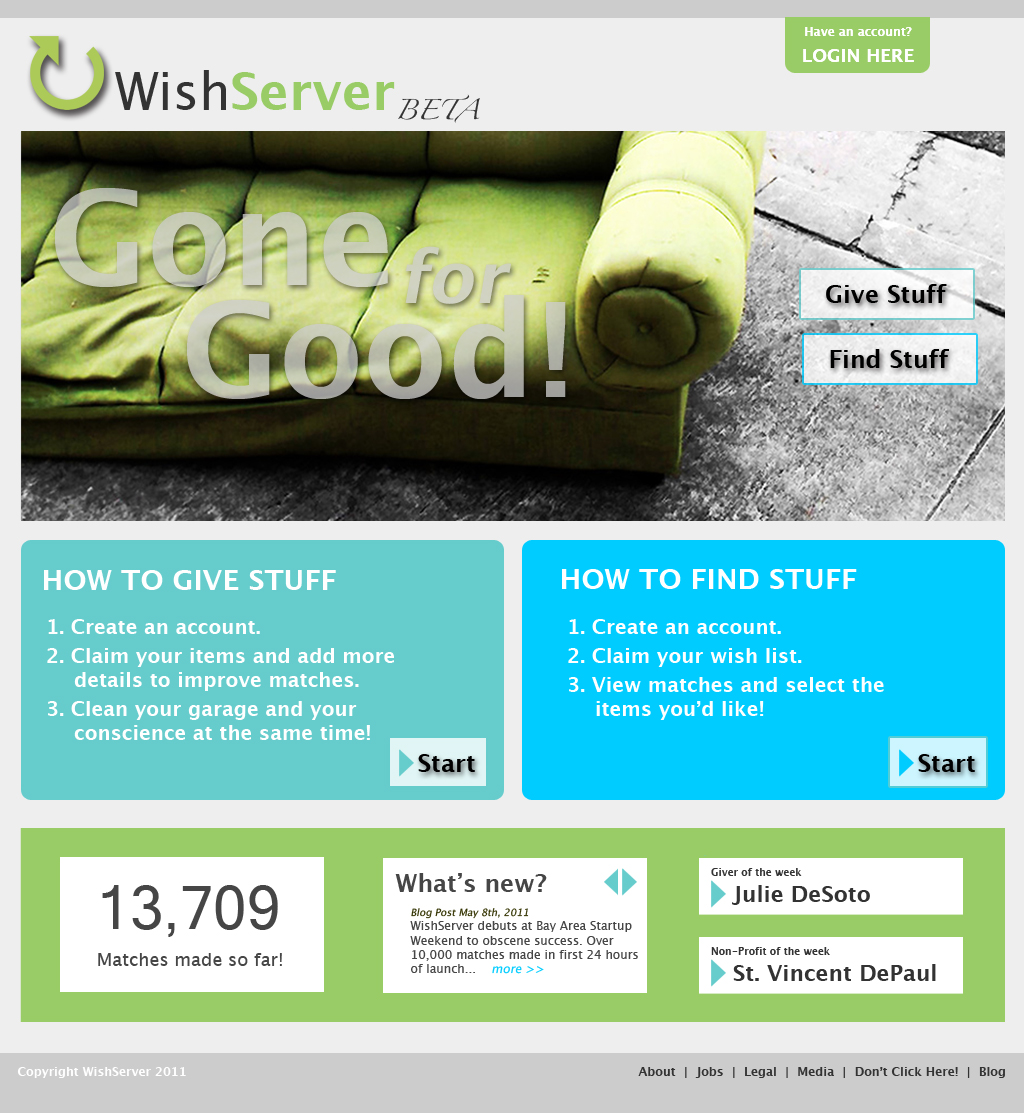 Have an account?
LOGIN HERE
WishServer BETA
Gone for
Good!
Give Stuff
Find Stuff
HOW TO GIVE STUFF
1. Create an account.
2. Claim your items and add more
details to improve matches.
3. Clean your garage and your
conscience at the same time!
Start
HOW TO FIND STUFF
1. Create an account.
2. Claim your wish list.
3. View matches and select the
items you’d like!
Start
13,709
Matches made so far!
What’s new?
Blog Post May 8th, 2011
WishServer debuts at Bay Area Startup
Weekend to obscene success. Over
10,000 matches made in first 24 hours
of launch... more >>
Giver of the week
Julie DeSoto
Non-Profit of the week
St. Vincent DePaul
Copyright WishServer 2011
About | Jobs | Legal | Media | Don’t Click Here! | Blog